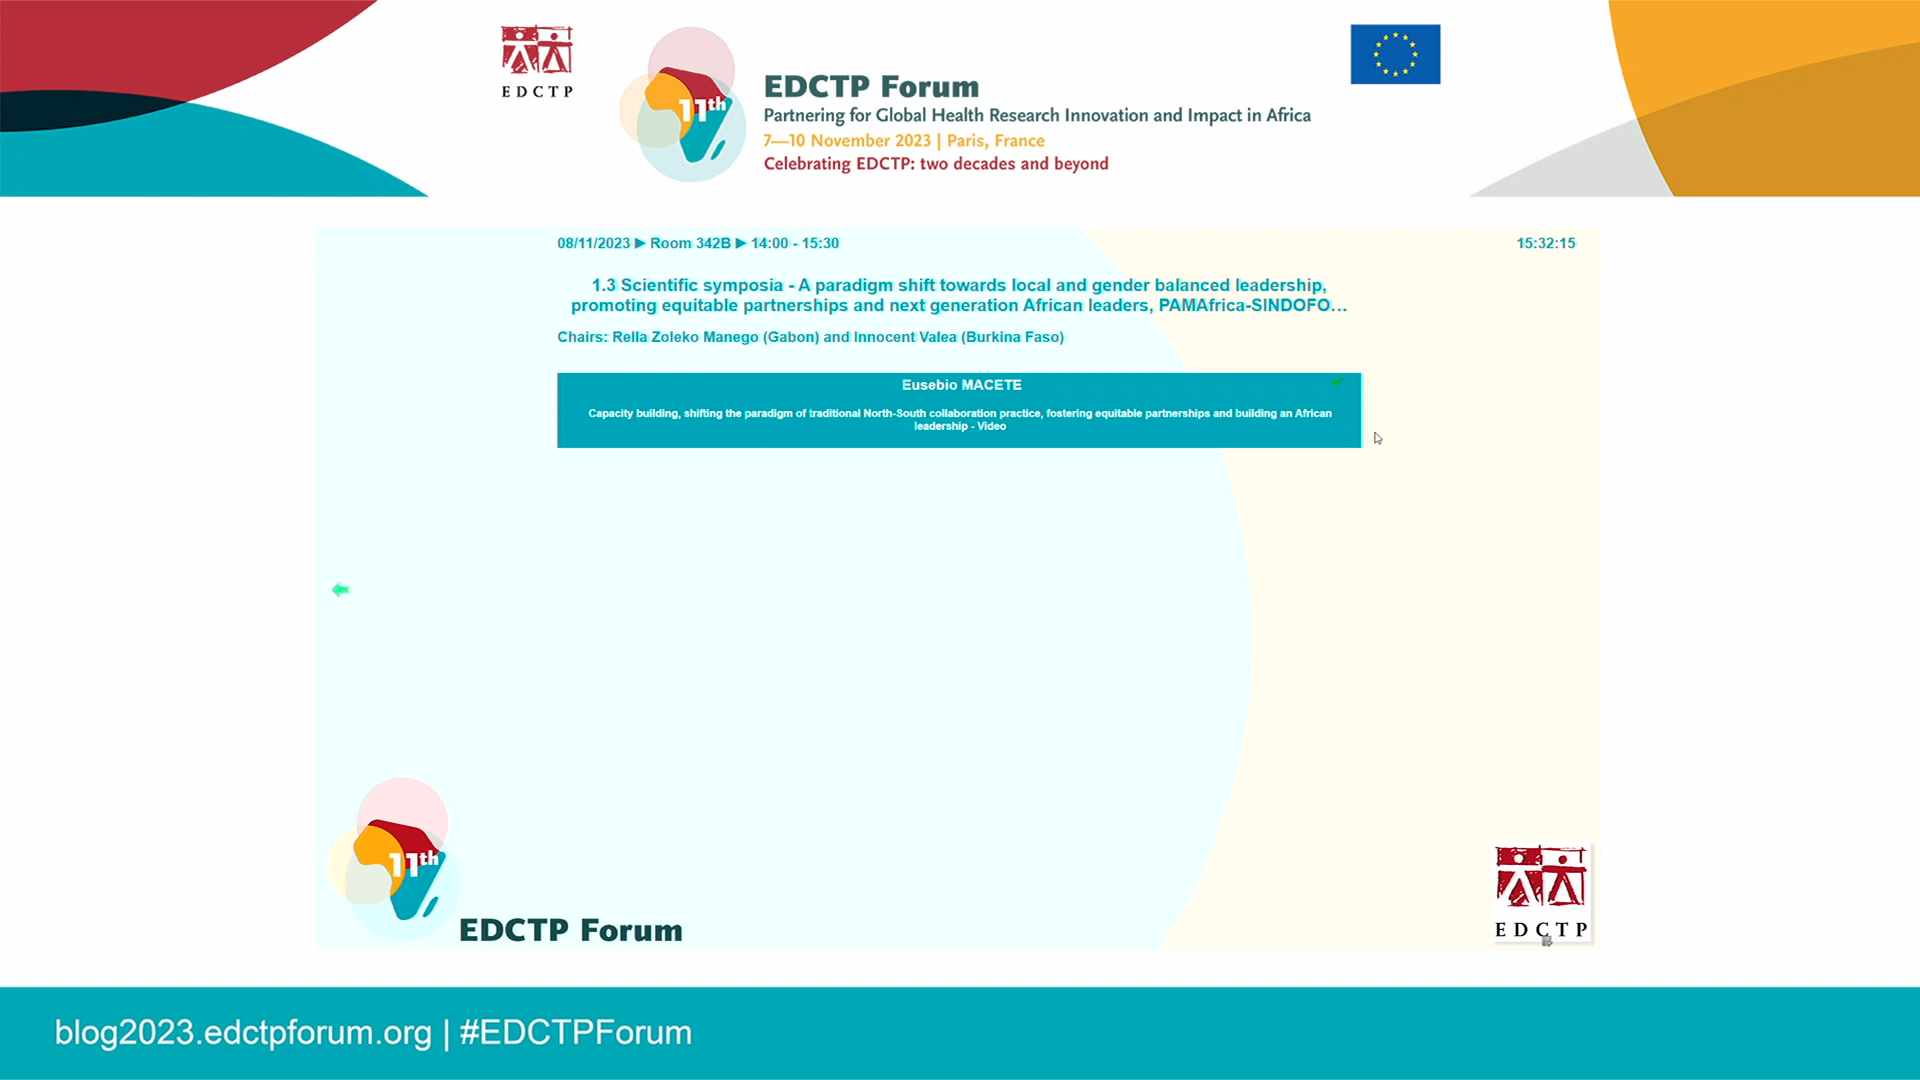 EDCTP
11th
EDCTP Forum
Partnering for Global Health Research Innovation and Impact in Africa
7—10 November 2023 | Paris, France
Celebrating EDCTP: two decades and beyond
08/11/2023 ▶ Room 342B ▶ 14:00 - 15:30
15:32:15
1.3 Scientific symposia - A paradigm shift towards local and gender balanced leadership,
promoting equitable partnerships and next generation African leaders, PAMAfrica-SINDOFO...
Chairs: Rella Zoleko Manego (Gabon) and Innocent Valea (Burkina Faso)
Eusebio MACETE
Capacity building, shifting the paradigm of traditional North-South collaboration practice, fostering equitable partnerships and building an African
leadership - Video
11th
EDCTP Forum
EDCTP
blog2023.edctpforum.org | #EDCTPForum